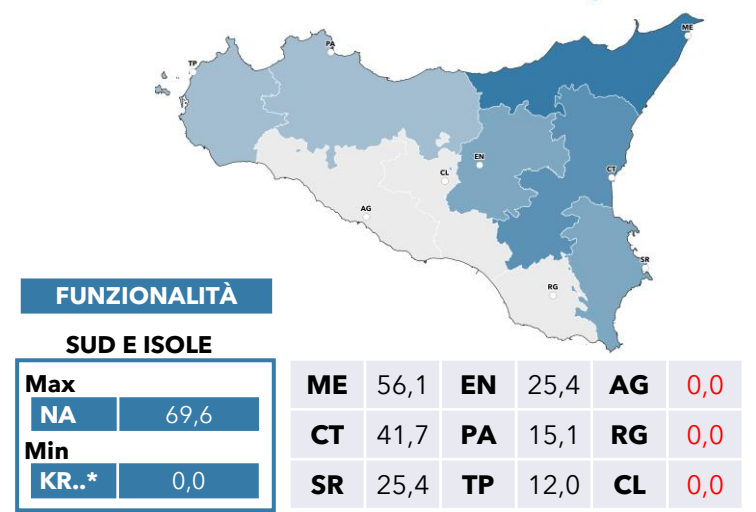 ME
PA
TP
EN
CL
CT
AG
SR
RG
FUNZIONALITÀ
SUD E ISOLE
Max
NA 69,6
Min
KR..* 0,0
ME 56,1 EN 25,4 AG 0,0
CT 41,7 PA 15,1 RG 0,0
SR 25,4 TP 12,0 CL 0,0